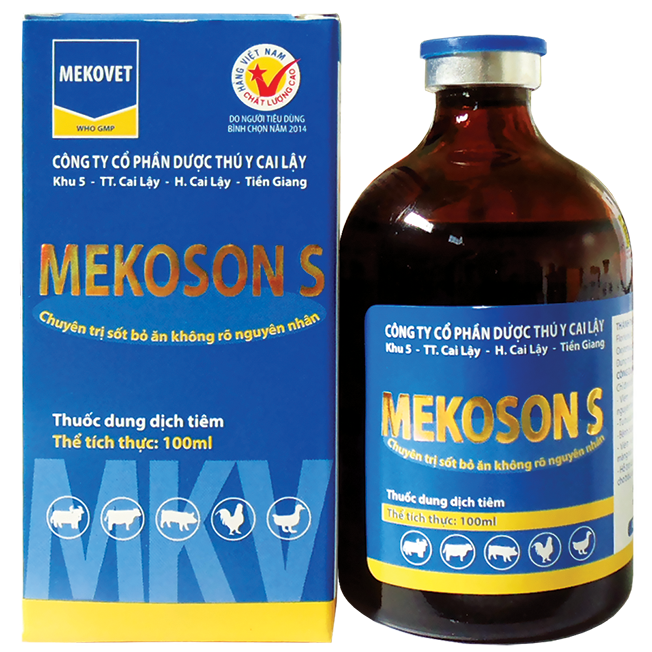 MEKOVET
WHO GMP
HÀNG VIỆT NAM
CHẤT LƯỢNG CAO
DO NGƯỜI TIÊU DÙNG
BÌNH CHỌN NĂM 2014
CÔNG TY CỔ PHẦN DƯỢC THÚ Y CAI LẬY
Khu 5 - TT. Cai Lậy - H. Cai Lậy - Tiền Giang
MEKOSON S
Chuyên trị sốt bỏ ăn không rõ nguyên nhân
Thuốc dung dịch tiêm
Thể tích thực: 100ml
MKV
CÔNG TY CỔ PHẦN DƯỢC THÚ Y CAI LẬY
Khu 5 - TT. Cai Lậy - H. Cai Lậy - Tiền Giang
MEKOSON S
Chuyên trị sốt bỏ ăn không rõ nguyên nhân
Thuốc dung dịch tiêm
Thể tích thực: 100ml